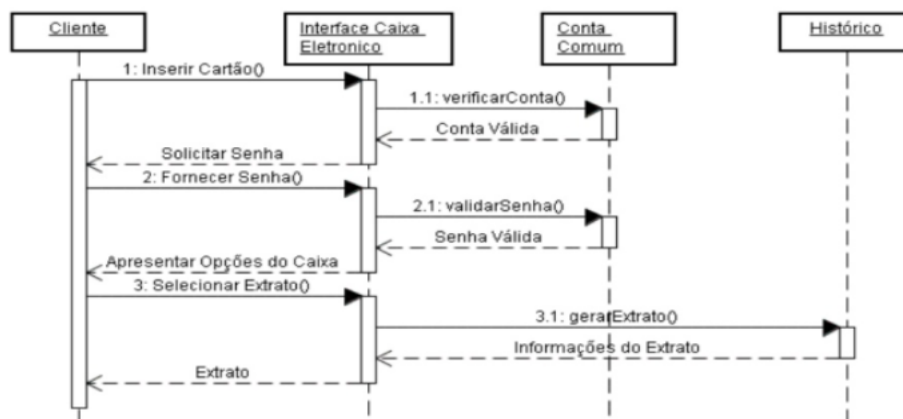 Cliente
Interface Caixa
Eletronico
Conta
Comum
Histórico
1: Inserir Cartão()
1.1: verificarConta()
Conta Válida
Solicitar Senha
2: Fornecer Senha()
2.1: validarSenha()
Senha Válida
Apresentar Opções do Caixa
3: Selecionar Extrato()
3.1: gerarExtrato()
Informações do Extrato
Extrato